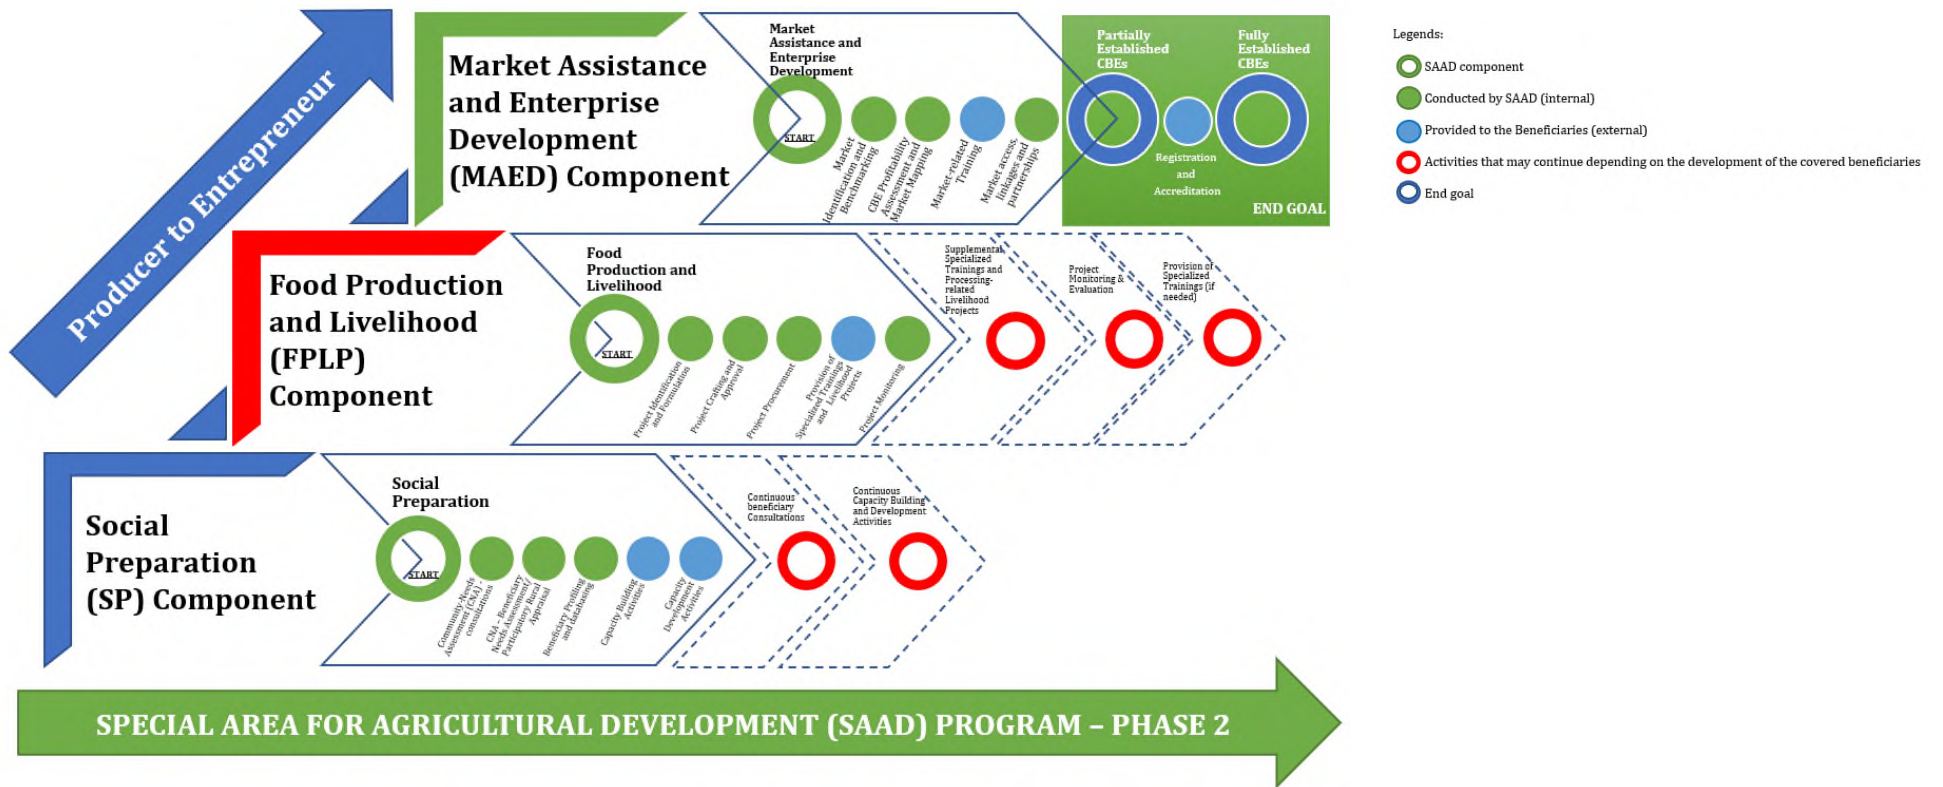 Producer to Entrepreneur
Market Assistance
and Enterprise
Development
(MAED) Component
Market
Assistance and
Enterprise
Development
START
Market
Identification and
Benchmarking
CBE Profitability
Assessment and
Market Mapping
Market-related
Training
Market access,
linkages and
partnerships
Partially
Established
CBEs
Registration
and
Accreditation
Fully
Established
CBEs
END GOAL
Legends:
SAAD component
Conducted by SAAD (internal)
Provided to the Beneficiaries (external)
Activities that may continue depending on the development of the covered beneficiaries
End goal
Food Production
and Livelihood
(FPLP)
Component
Food
Production and
Livelihood
START
Project Identification
and Formulation
Project Crafting and
Approval
Project Procurement
Provision of
Specialized Trainings
and Livelihood
Projects
Project Monitoring
Supplemental
Specialized
Trainings and
Processing-
related
Livelihood
Projects
Project
Monitoring &
Evaluation
Provision of
Specialized
Trainings (if
needed)
Social
Preparation
(SP) Component
Social
Preparation
START
Community-Needs
Assessment (CNA) -
consultations
CNA – Beneficiary
Needs Assessment/
Participatory Rural
Appraisal
Beneficiary Profiling
and databasing
Capacity Building
Activities
Capacity
Development
Activities
Continuous
beneficiary
Consultations
Continuous
Capacity Building
and Development
Activities
SPECIAL AREA FOR AGRICULTURAL DEVELOPMENT (SAAD) PROGRAM – PHASE 2